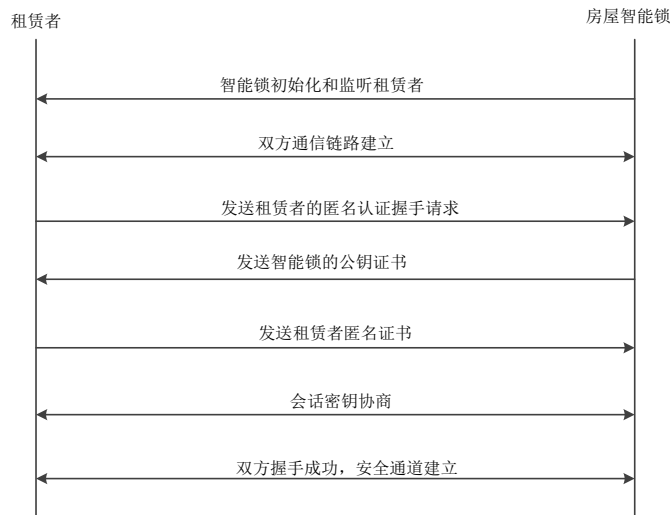 租赁者
房屋智能锁
智能锁初始化和监听租赁者
双方通信链路建立
发送租赁者的匿名认证握手请求
发送智能锁的公钥证书
发送租赁者匿名证书
会话密钥协商
双方握手成功，安全通道建立